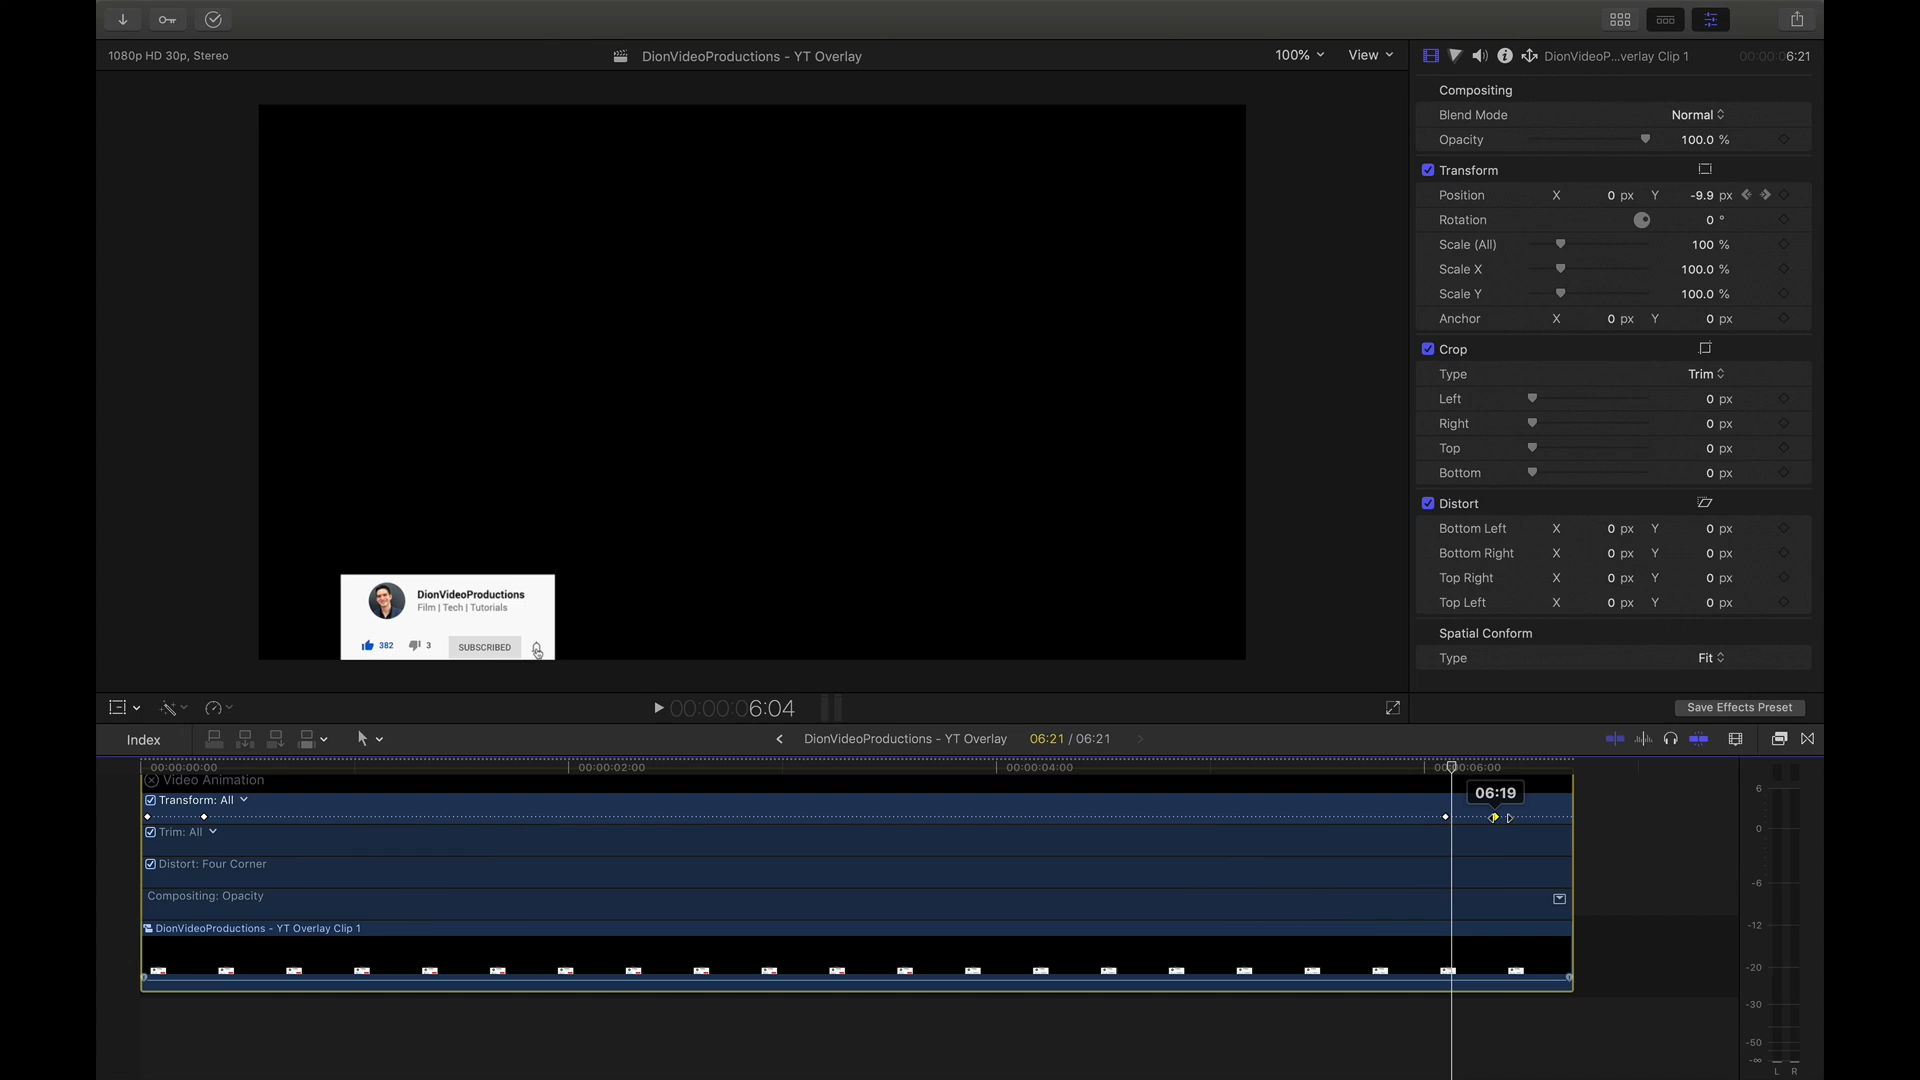 1080p HD 30p, Stereo
DionVideoProductions - YT Overlay
100%
View
DionVideoP...verlay Clip 1
00:00:06:21
Compositing
Blend Mode
Normal
Opacity
100.0 %
Transform
Position X 0 px Y -9.9 px
Rotation 0 °
Scale (All) 100 %
Scale X 100.0 %
Scale Y 100.0 %
Anchor X 0 px Y 0 px
Crop
Type Trim
Left 0 px
Right 0 px
Top 0 px
Bottom 0 px
Distort
Bottom Left X 0 px Y 0 px
Bottom Right X 0 px Y 0 px
Top Right X 0 px Y 0 px
Top Left X 0 px Y 0 px
Spatial Conform
Type Fit
Save Effects Preset
DionVideoProductions
Film | Tech | Tutorials
382 3 SUBSCRIBED
00:00:06:04
Index
DionVideoProductions - YT Overlay
06:21 / 06:21
00:00:00:00
00:00:02:00
00:00:04:00
00:00:06:00
Video Animation
06:19
Transform: All
Trim: All
Distort: Four Corner
Compositing: Opacity
DionVideoProductions - YT Overlay Clip 1
6
0
-6
-12
-20
-30
-50
-∞
L R